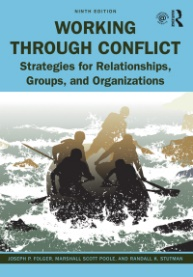 NINTH EDITION
WORKING
THROUGH CONFLICT
Strategies for Relationships,
Groups, and Organizations
JOSEPH P. FOLGER, MARSHALL SCOTT POOLE, AND RANDALL K. STUTMAN